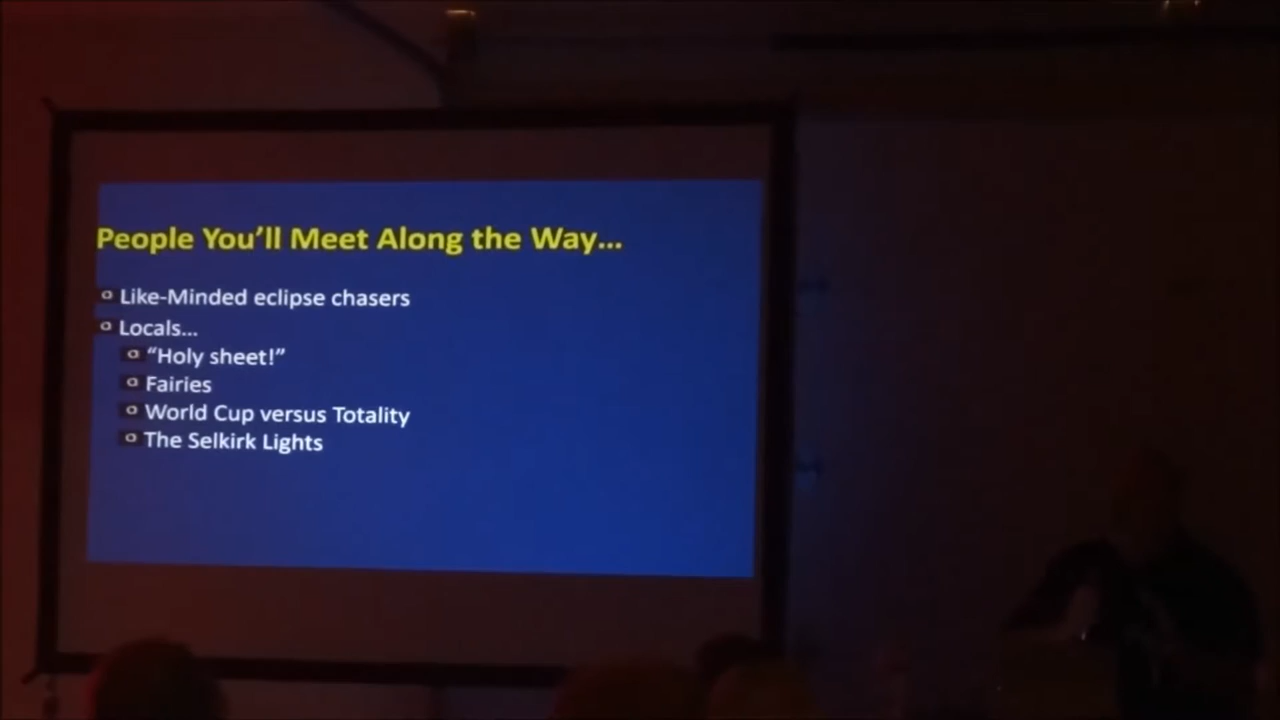 People You'll Meet Along the Way...
Like-Minded eclipse chasers
Locals...
"Holy sheet!"
Fairies
World Cup versus Totality
The Selkirk Lights